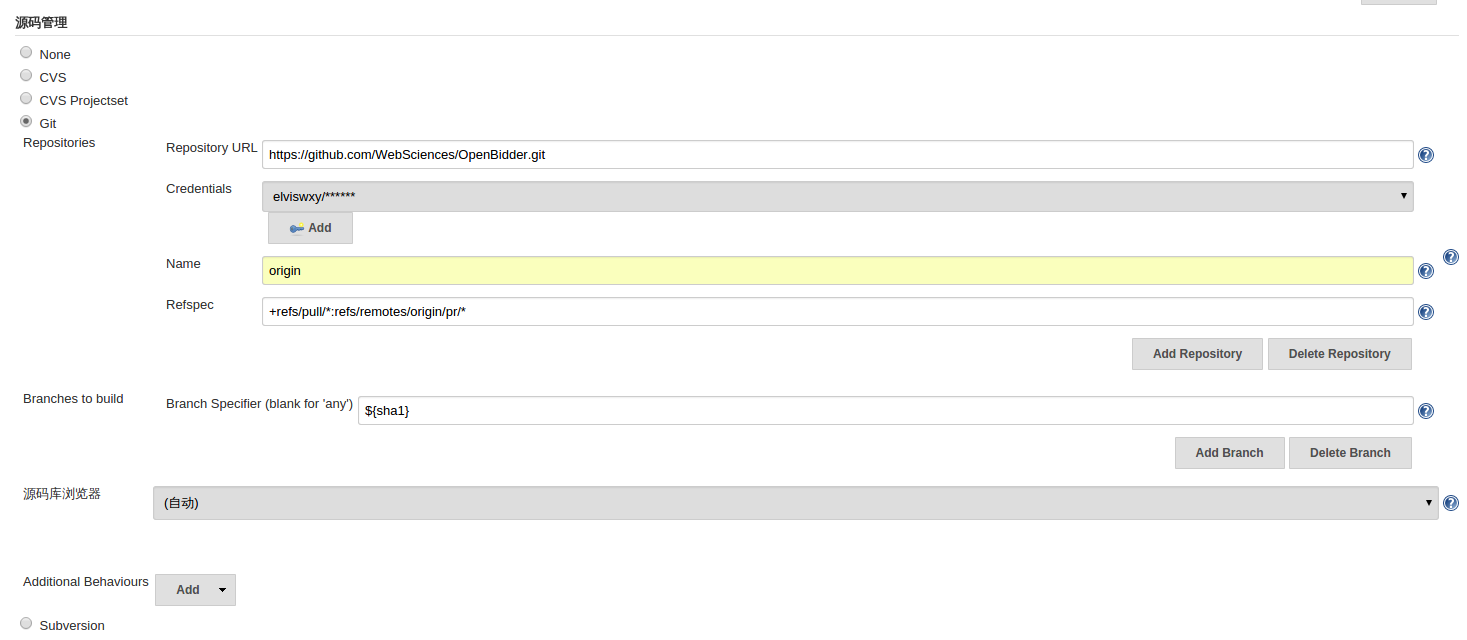 源码管理
None
CVS
CVS Projectset
Git
Repositories
Repository URL https://github.com/WebSciences/OpenBidder.git
Credentials elviswxy/******
Add
Name origin
Refspec +refs/pull/*:refs/remotes/origin/pr/*
Add Repository Delete Repository
Branches to build Branch Specifier (blank for 'any') ${sha1}
Add Branch Delete Branch
源码库浏览器 (自动)
Additional Behaviours Add
Subversion